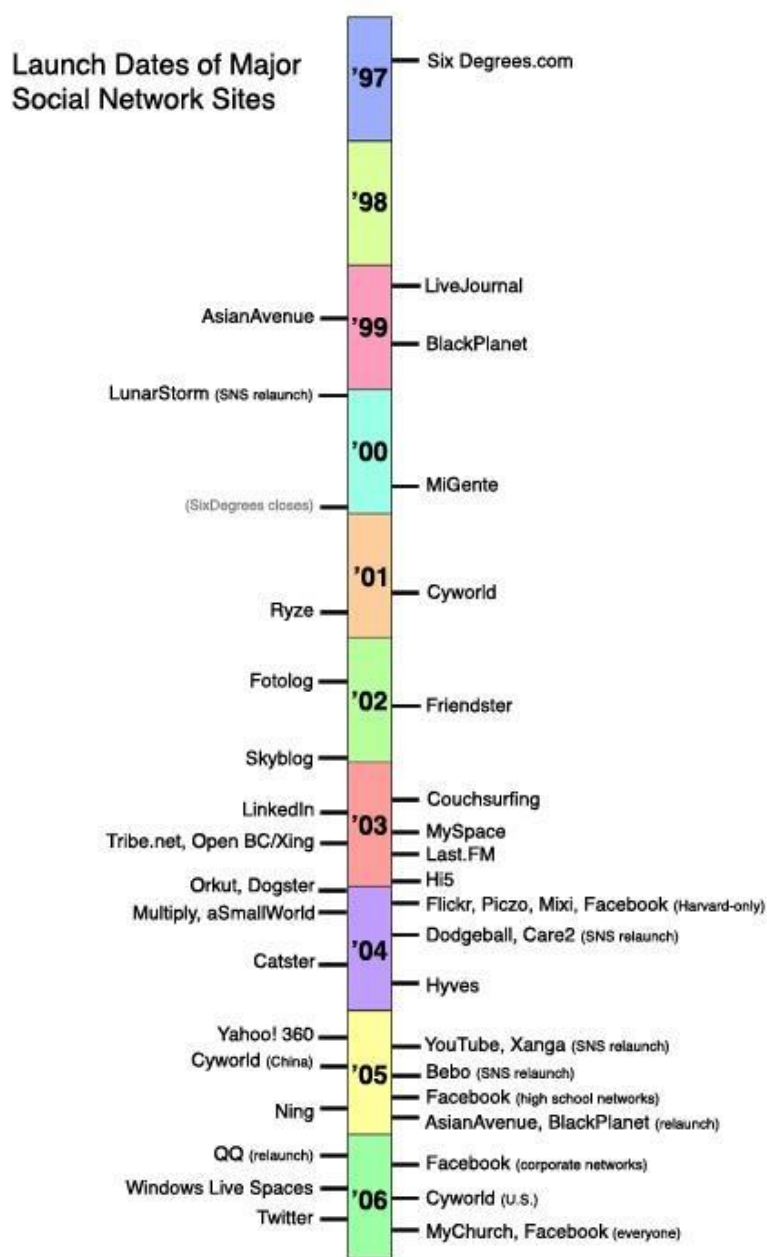 Launch Dates of Major
Social Network Sites
'97
Six Degrees.com
'98
'99
LiveJournal
AsianAvenue
BlackPlanet
LunarStorm (SNS relaunch)
'00
MiGente
(SixDegrees closes)
'01
Cyworld
Ryze
'02
Fotolog
Friendster
Skyblog
'03
Couchsurfing
LinkedIn
MySpace
Tribe.net, Open BC/Xing
Last.FM
Hi5
Orkut, Dogster
'04
Flickr, Piczo, Mixi, Facebook (Harvard-only)
Multiply, aSmallWorld
Dodgeball, Care2 (SNS relaunch)
Catster
Hyves
'05
Yahoo! 360
YouTube, Xanga (SNS relaunch)
Cyworld (China)
Bebo (SNS relaunch)
Facebook (high school networks)
Ning
AsianAvenue, BlackPlanet (relaunch)
'06
QQ (relaunch)
Facebook (corporate networks)
Windows Live Spaces
Cyworld (U.S.)
Twitter
MyChurch, Facebook (everyone)